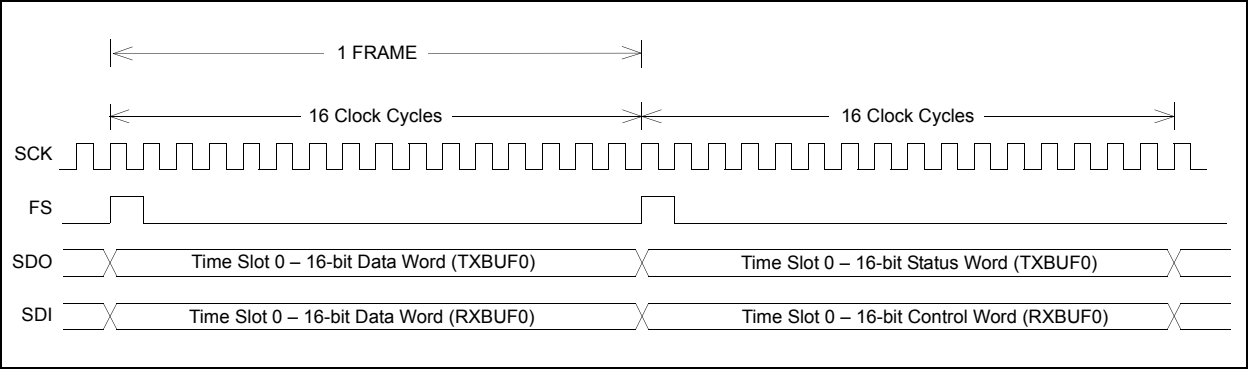 1 FRAME
16 Clock Cycles
16 Clock Cycles
SCK
FS
SDO
Time Slot 0 – 16-bit Data Word (TXBUF0)
Time Slot 0 – 16-bit Status Word (TXBUF0)
SDI
Time Slot 0 – 16-bit Data Word (RXBUF0)
Time Slot 0 – 16-bit Control Word (RXBUF0)